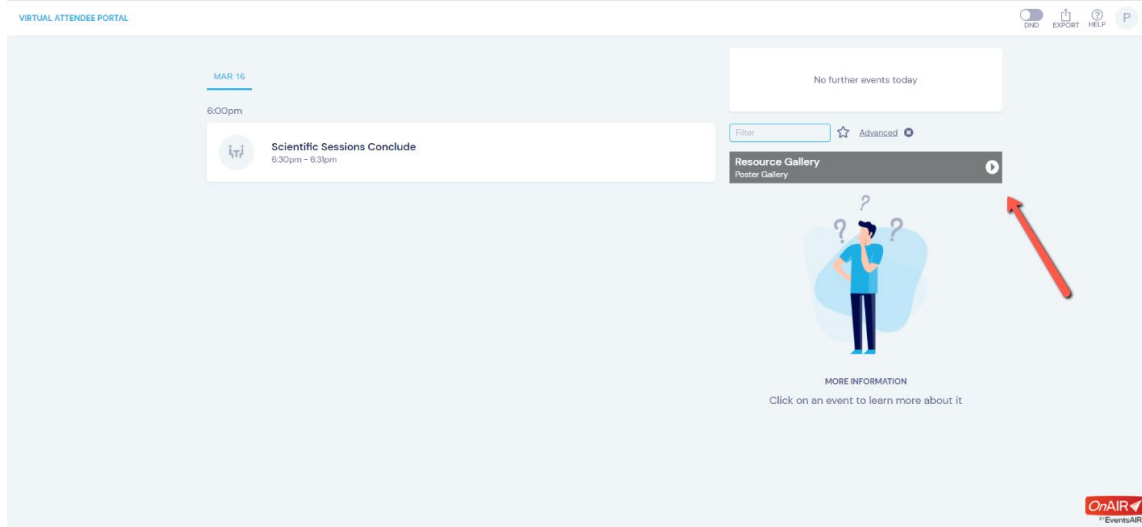 VIRTUAL ATTENDEE PORTAL
DND
EXPORT
HELP
P
MAR 16
6:00pm
Scientific Sessions Conclude
6:30pm - 6:31pm
No further events today
Filter
Advanced
Resource Gallery
Poster Gallery
? ? ?
MORE INFORMATION
Click on an event to learn more about it
OnAIR
BY EventsAIR